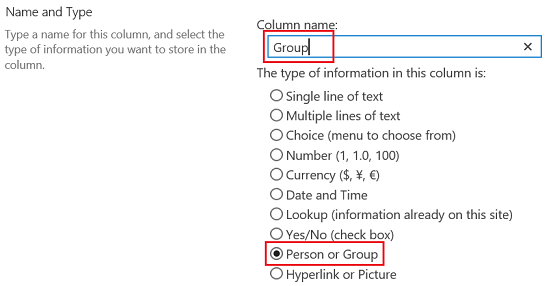 Name and Type
Type a name for this column, and select the
type of information you want to store in the
column.
Column name:
Group
The type of information in this column is:
Single line of text
Multiple lines of text
Choice (menu to choose from)
Number (1, 1.0, 100)
Currency ($, ¥, €)
Date and Time
Lookup (information already on this site)
Yes/No (check box)
Person or Group
Hyperlink or Picture